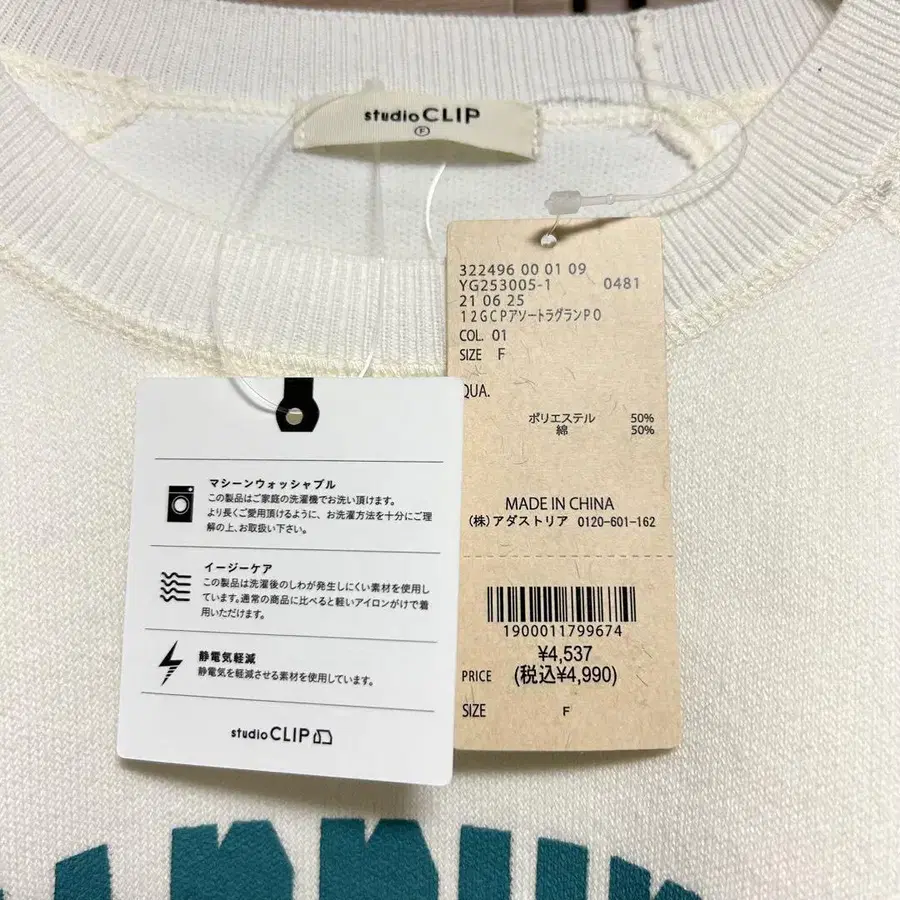 studio CLIP
F
322496 00 01 09
YG253005-1 0481
21 06 25
12GCPアソートラグランPO
COL. 01
SIZE F
QUA.
ポリエステル 50%
綿 50%
MADE IN CHINA
(株)アダストリア 0120-601-162
1900011799674
¥4,537
PRICE (税込¥4,990)
SIZE F
マシーンウォッシャブル
この製品はご家庭の洗濯機でお洗い頂けます。
より長くご愛用頂けるように、お洗濯方法を十分にご理
解の上、お取扱い下さい。
イージーケア
この製品は洗濯後のしわが発生しにくい素材を使用し
ています。通常の商品に比べると軽いアイロンがけで着
用いただけます。
静電気軽減
静電気を軽減させる素材を使用しています。
studio CLIP